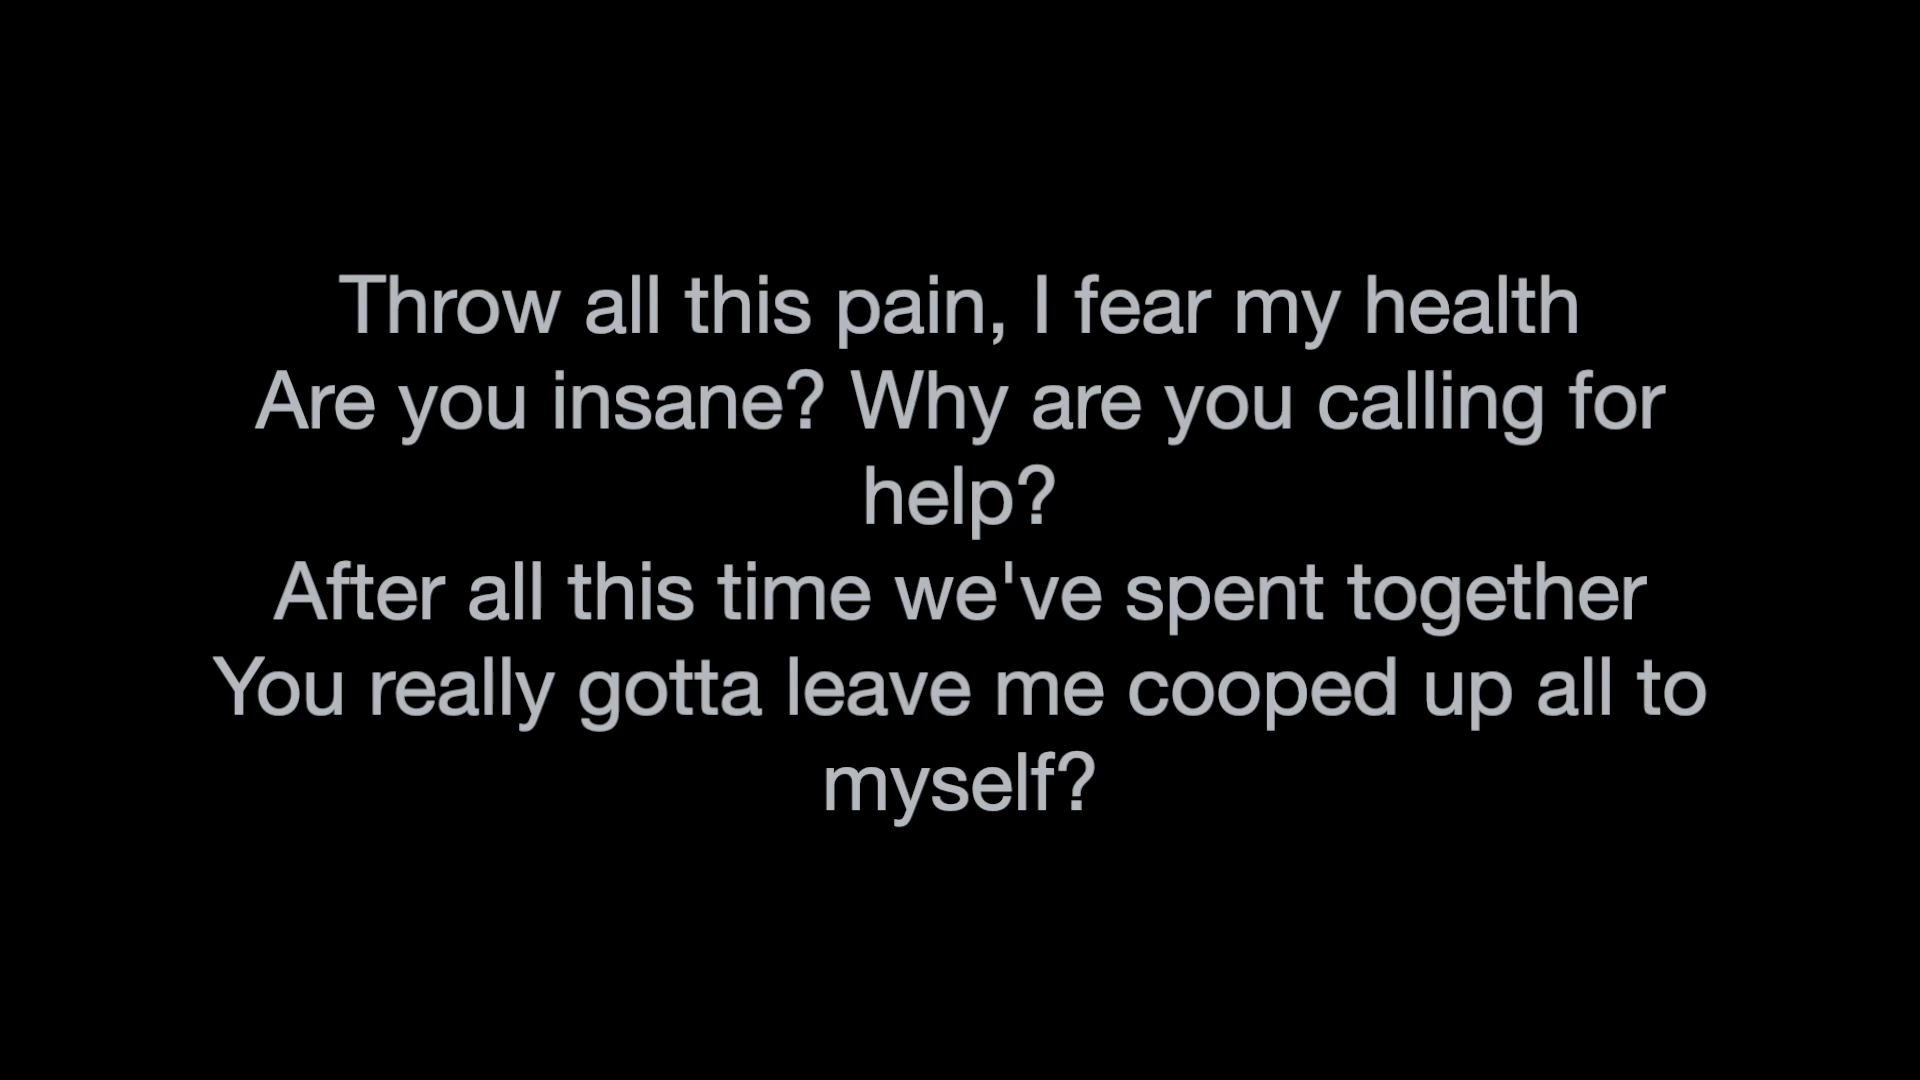 Throw all this pain, I fear my health
Are you insane? Why are you calling for
help?
After all this time we've spent together
You really gotta leave me cooped up all to
myself?